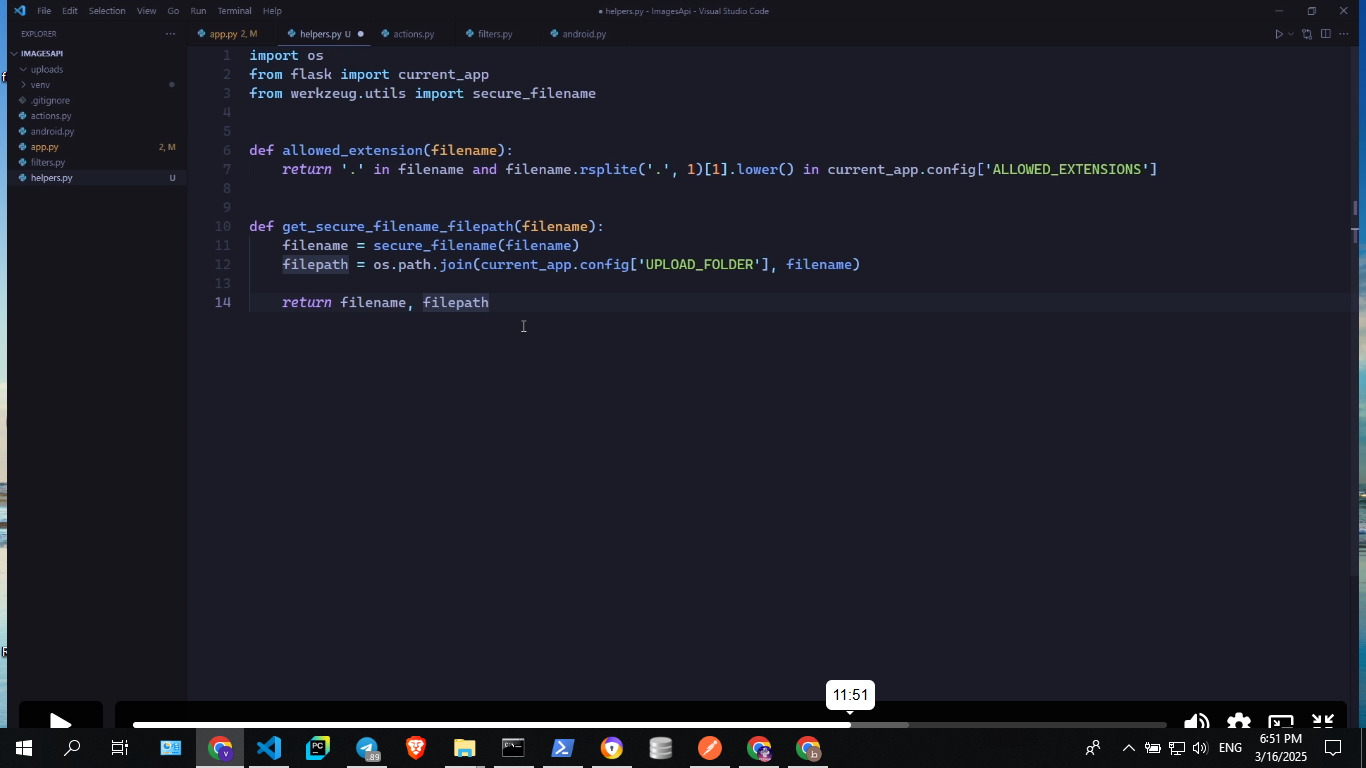 File Edit Selection View Go Run Terminal Help
● helpers.py - ImagesApi - Visual Studio Code
EXPLORER
app.py 2, M
helpers.py U ●
actions.py
filters.py
android.py
IMAGESAPI
uploads
venv
.gitignore
actions.py
android.py
app.py 2, M
filters.py
helpers.py U
1 import os
2 from flask import current_app
3 from werkzeug.utils import secure_filename
4
5
6 def allowed_extension(filename):
7 return '.' in filename and filename.rsplite('.', 1)[1].lower() in current_app.config['ALLOWED_EXTENSIONS']
8
9
10 def get_secure_filename_filepath(filename):
11 filename = secure_filename(filename)
12 filepath = os.path.join(current_app.config['UPLOAD_FOLDER'], filename)
13
14 return filename, filepath
11:51
PC
89
ENG
6:51 PM
3/16/2025